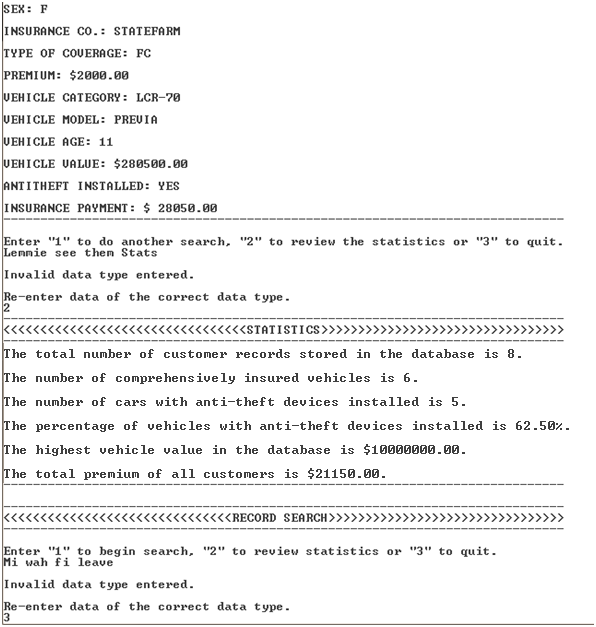 SEX: F
INSURANCE CO.: STATEFARM
TYPE OF COVERAGE: FC
PREMIUM: $2000.00
VEHICLE CATEGORY: LCR-70
VEHICLE MODEL: PREVIA
VEHICLE AGE: 11
VEHICLE VALUE: $280500.00
ANTITHEFT INSTALLED: YES
INSURANCE PAYMENT: $ 28050.00
Enter "1" to do another search, "2" to review the statistics or "3" to quit.
Lemmie see them Stats
Invalid data type entered.
Re-enter data of the correct data type.
2
<<<<<<<<<<<<<<<<<<<<<<<<<<<<<<<<<STATISTICS>>>>>>>>>>>>>>>>>>>>>>>>>>>>>>>>>
The total number of customer records stored in the database is 8.
The number of comprehensively insured vehicles is 6.
The number of cars with anti-theft devices installed is 5.
The percentage of vehicles with anti-theft devices installed is 62.50%.
The highest vehicle value in the database is $10000000.00.
The total premium of all customers is $21150.00.
<<<<<<<<<<<<<<<<<<<<<<<<<<<<<<<RECORD SEARCH>>>>>>>>>>>>>>>>>>>>>>>>>>>>>>>>
Enter "1" to begin search, "2" to review statistics or "3" to quit.
Mi wah fi leave
Invalid data type entered.
Re-enter data of the correct data type.
3